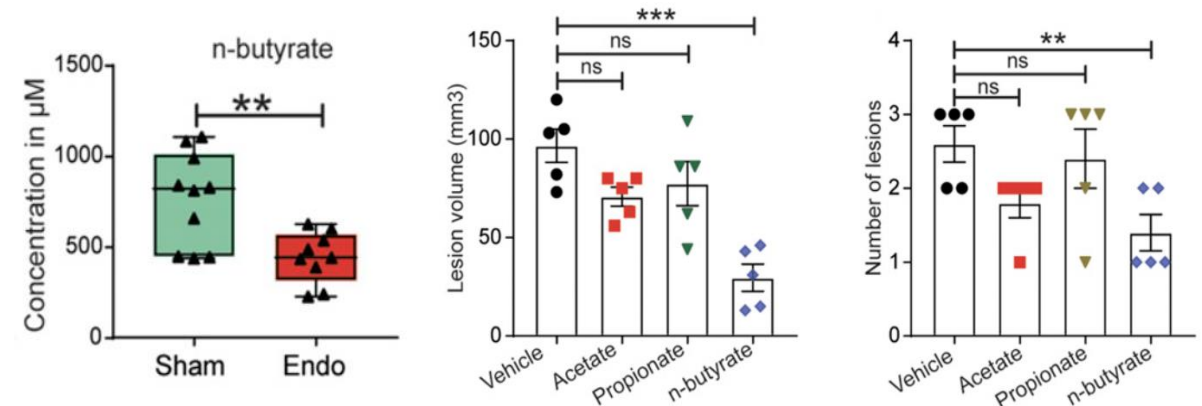 n-butyrate
Concentration in µM
1500
1000
500
0
**
Sham
Endo
Lesion volume (mm3)
150
100
50
0
***
ns
ns
Vehicle
Acetate
Propionate
n-butyrate
Number of lesions
4
3
2
1
0
**
ns
ns
Vehicle
Acetate
Propionate
n-butyrate